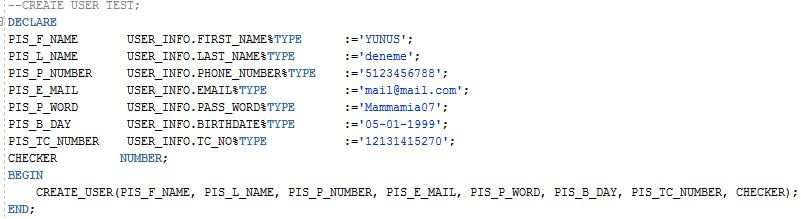 --CREATE USER TEST;
DECLARE
PIS_F_NAME USER_INFO.FIRST_NAME%TYPE :='YUNUS';
PIS_L_NAME USER_INFO.LAST_NAME%TYPE :='deneme';
PIS_P_NUMBER USER_INFO.PHONE_NUMBER%TYPE :='5123456788';
PIS_E_MAIL USER_INFO.EMAIL%TYPE :='mail@mail.com';
PIS_P_WORD USER_INFO.PASS_WORD%TYPE :='Mammamia07';
PIS_B_DAY USER_INFO.BIRTHDATE%TYPE :='05-01-1999';
PIS_TC_NUMBER USER_INFO.TC_NO%TYPE :='12131415270';
CHECKER NUMBER;
BEGIN
CREATE_USER(PIS_F_NAME, PIS_L_NAME, PIS_P_NUMBER, PIS_E_MAIL, PIS_P_WORD, PIS_B_DAY, PIS_TC_NUMBER, CHECKER);
END;